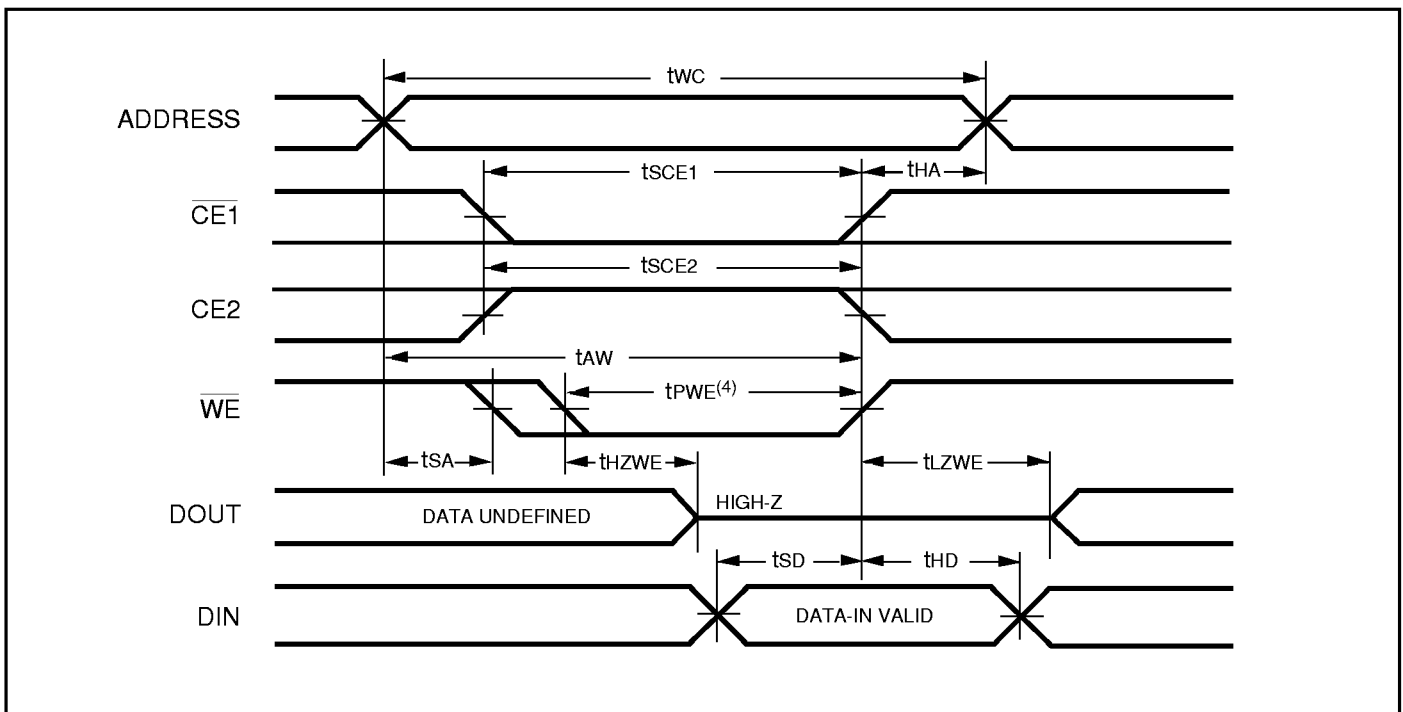 tWC
ADDRESS
tSCE1
tHA
CE1
tSCE2
CE2
tAW
tPWE(4)
WE
tSA
tHZWE
tLZWE
HIGH-Z
DOUT
DATA UNDEFINED
tSD
tHD
DIN
DATA-IN VALID